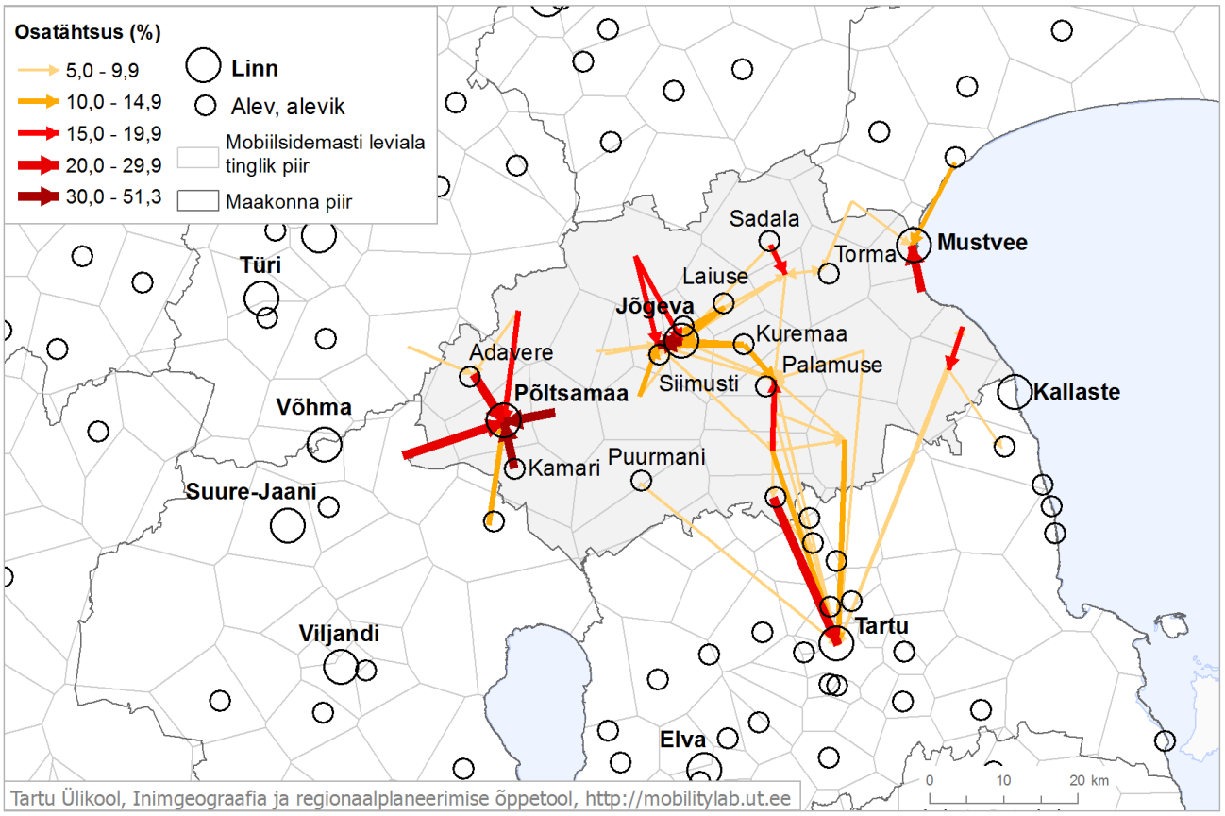 Osatähtsus (%)
5,0 - 9,9
10,0 - 14,9
15,0 - 19,9
20,0 - 29,9
30,0 - 51,3
Linn
Alev, alevik
Mobiilsidemasti leviala
tinglik piir
Maakonna piir
Sadala
Torma
Mustvee
Türi
Laiuse
Jõgeva
Kuremaa
Adavere
Palamuse
Siimusti
Põltsamaa
Kallaste
Võhma
Kamari
Puurmani
Suure-Jaani
Tartu
Viljandi
Elva
0 10 20 km
Tartu Ülikool, Inimgeograafia ja regionaalplaneerimise õppetool, http://mobilitylab.ut.ee